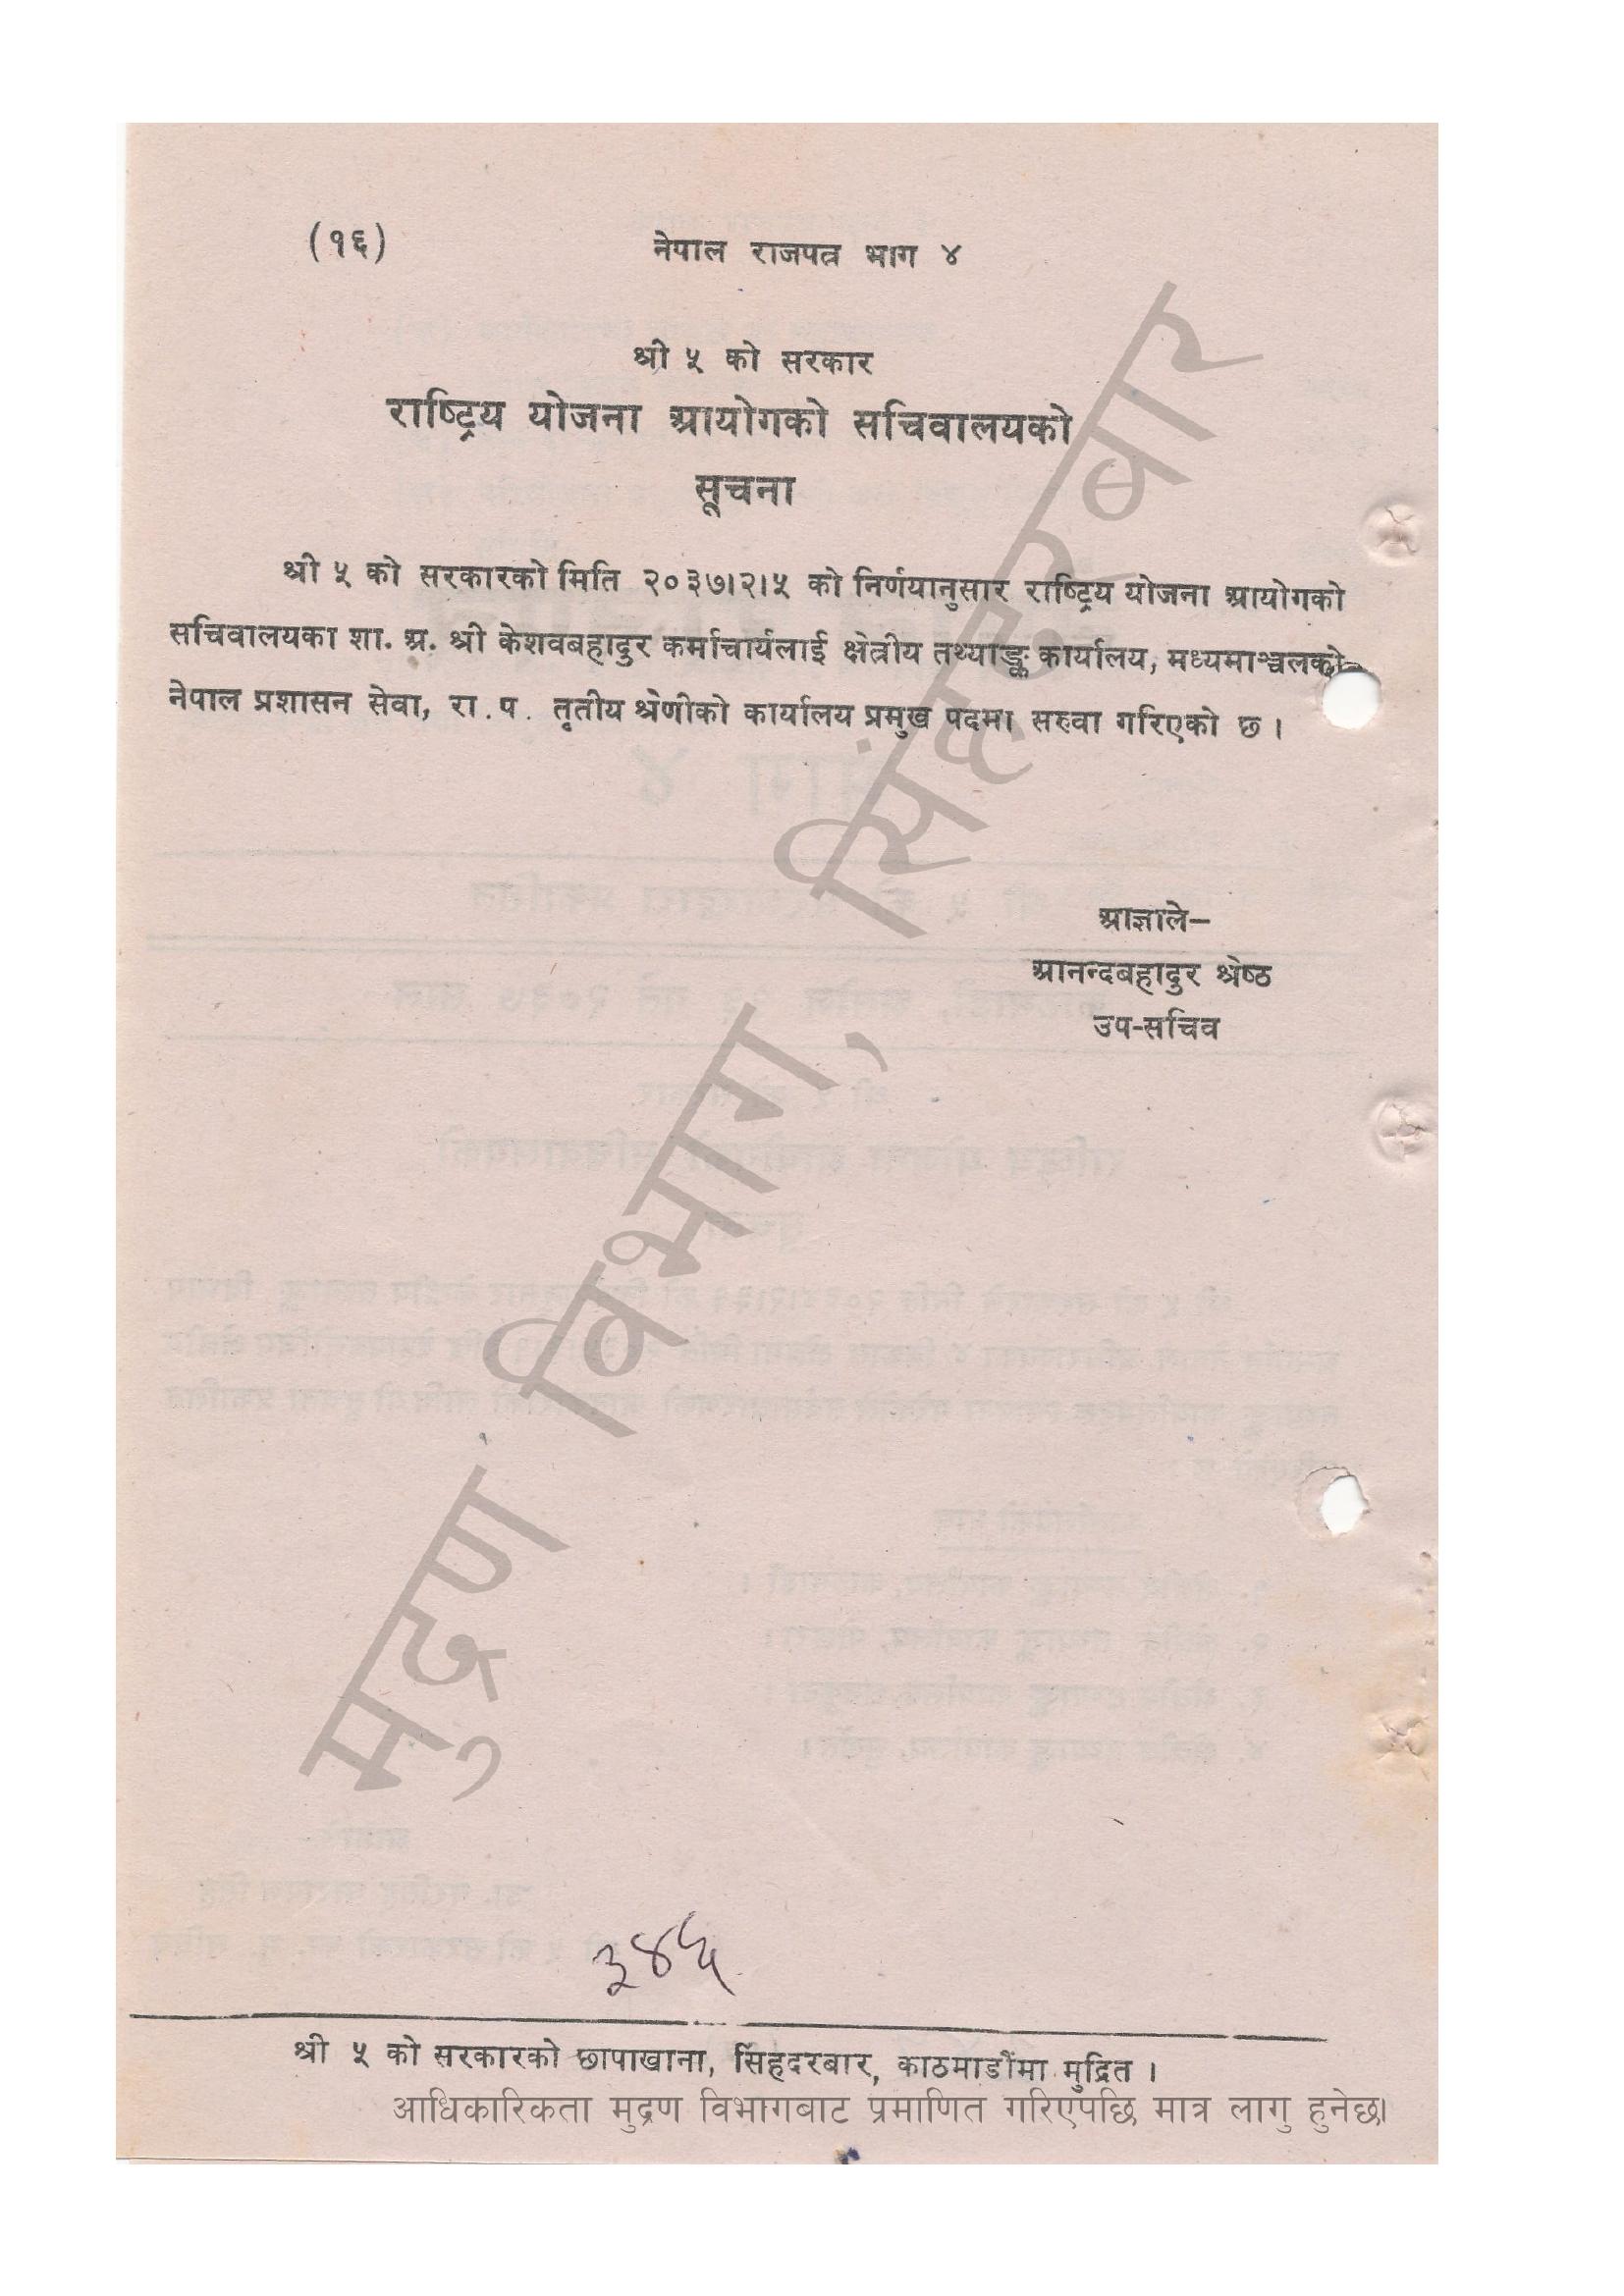 (१६) नेपाल राजपत्र भाग ४
श्री ५ को सरकार
राष्ट्रिय योजना आयोगको सचिवालयको
सूचना
श्री ५ को सरकारको मिति २०३७।२।५ को निर्णयानुसार राष्ट्रिय योजना आयोगको
सचिवालयका शा. अ. श्री केशवबहादुर कर्माचार्यलाई क्षेत्रीय तथ्याङ्क कार्यालय, मध्यमाञ्चलको
नेपाल प्रशासन सेवा, रा. प. तृतीय श्रेणीको कार्यालय प्रमुख पदमा सरुवा गरिएको छ ।
आज्ञाले–
आनन्दबहादुर श्रेष्ठ
उप-सचिव
मुद्रण विभाग, सिंहदरबार
३४६
श्री ५ को सरकारको छापाखाना, सिंहदरबार, काठमाडौंमा मुद्रित ।
आधिकारिकता मुद्रण विभागबाट प्रमाणित गरिएपछि मात्र लागु हुनेछ।